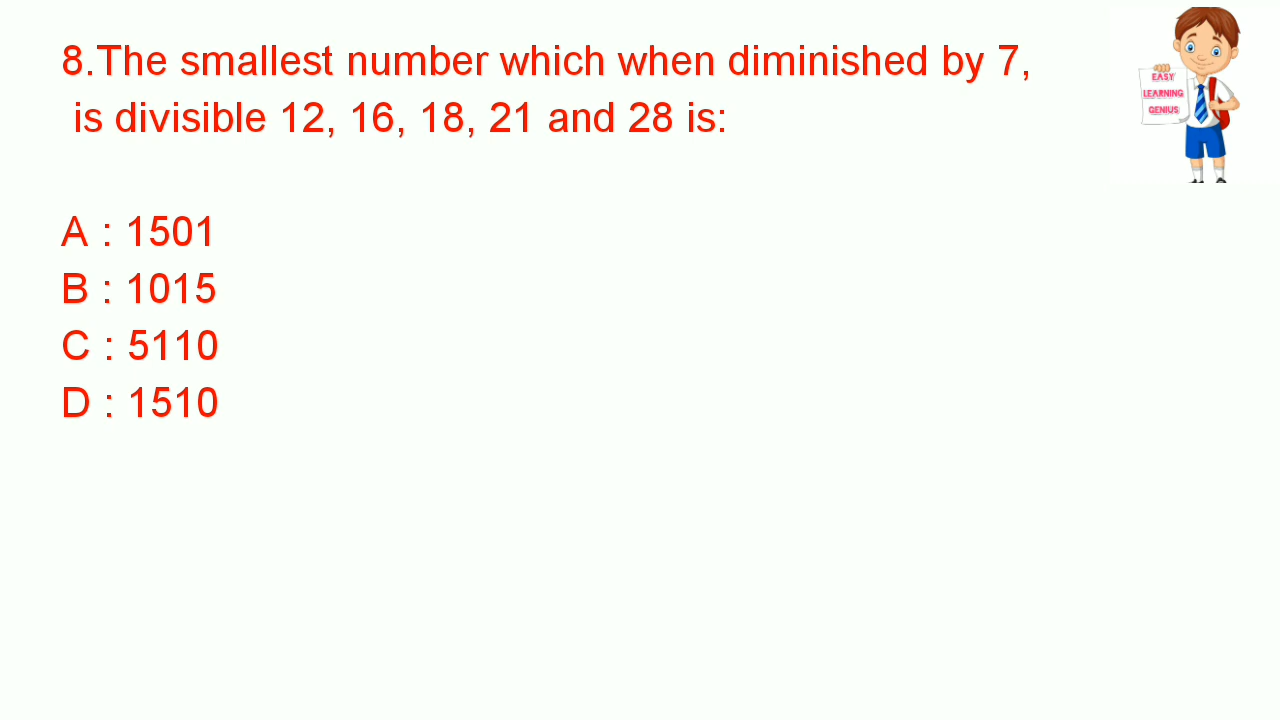 8.The smallest number which when diminished by 7,
is divisible 12, 16, 18, 21 and 28 is:
A : 1501
B : 1015
C : 5110
D : 1510
EASY
LEARNING
GENIUS